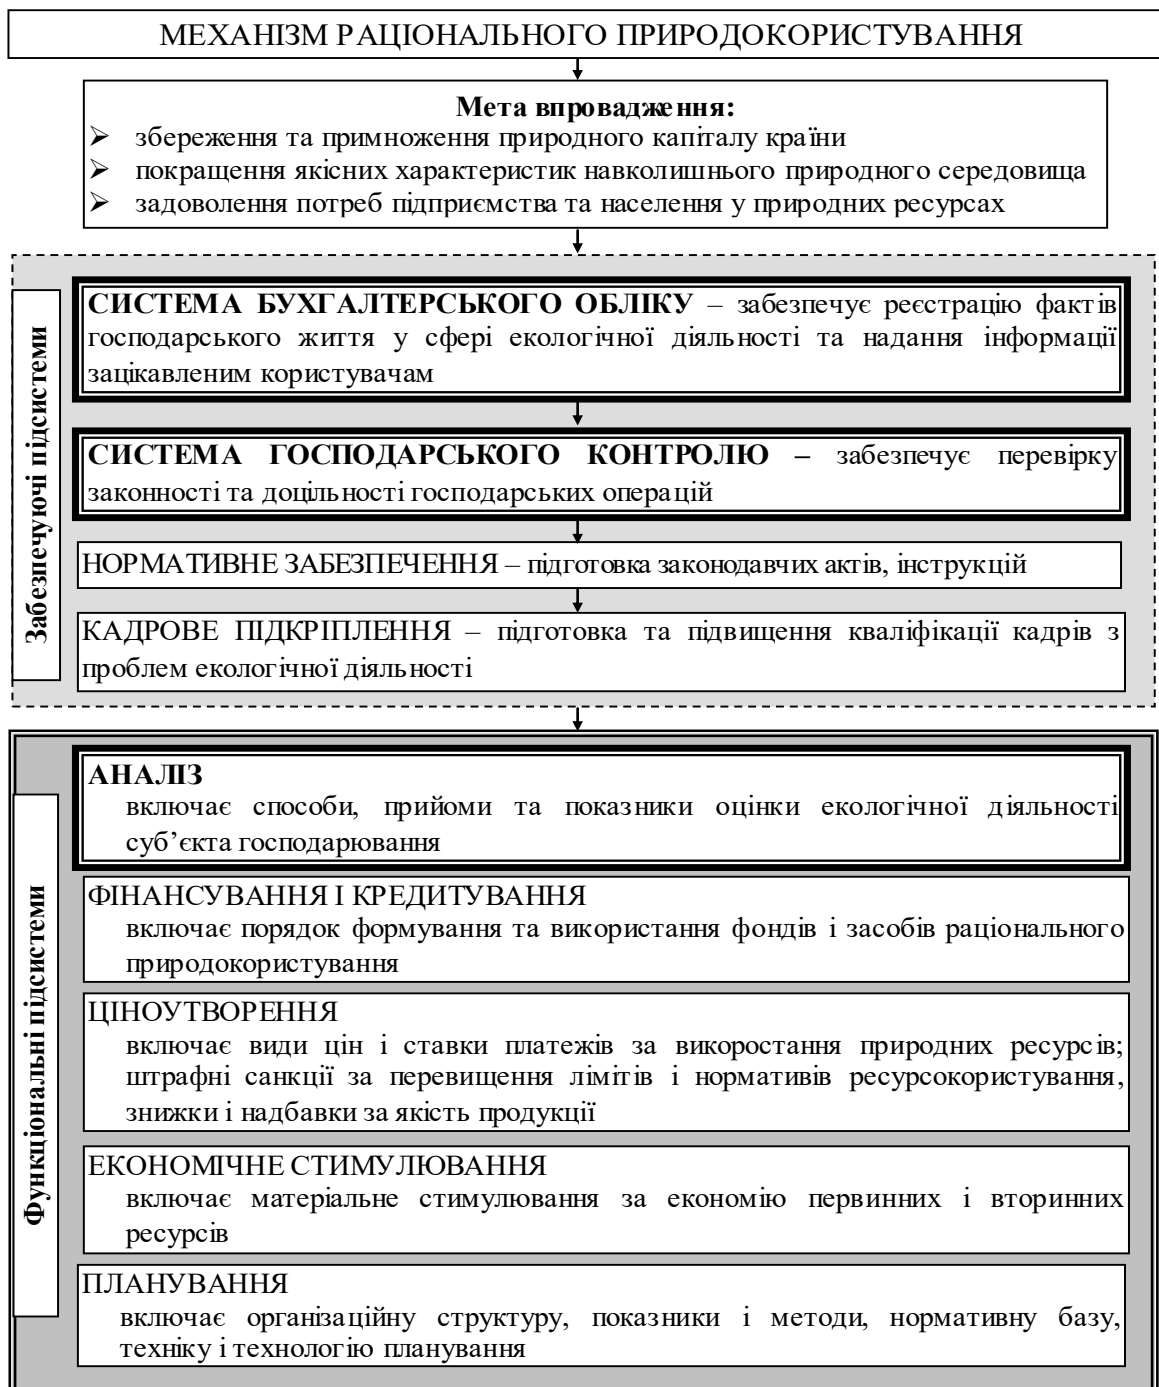 МЕХАНІЗМ РАЦІОНАЛЬНОГО ПРИРОДОКОРИСТУВАННЯ
Мета впровадження:
➢ збереження та примноження природного капіталу країни
➢ покращення якісних характеристик навколишнього природного середовища
➢ задоволення потреб підприємства та населення у природних ресурсах
Забезпечуючі підсистеми
СИСТЕМА БУХГАЛТЕРСЬКОГО ОБЛІКУ – забезпечує реєстрацію фактів
господарського життя у сфері екологічної діяльності та надання інформації
зацікавленим користувачам
СИСТЕМА ГОСПОДАРСЬКОГО КОНТРОЛЮ – забезпечує перевірку
законності та доцільності господарських операцій
НОРМАТИВНЕ ЗАБЕЗПЕЧЕННЯ – підготовка законодавчих актів, інструкцій
КАДРОВЕ ПІДКРІПЛЕННЯ – підготовка та підвищення кваліфікації кадрів з
проблем екологічної діяльності
Функціональні підсистеми
АНАЛІЗ
включає способи, прийоми та показники оцінки екологічної діяльності
суб’єкта господарювання
ФІНАНСУВАННЯ І КРЕДИТУВАННЯ
включає порядок формування та використання фондів і засобів раціонального
природокористування
ЦІНОУТВОРЕННЯ
включає види цін і ставки платежів за викоростання природних ресурсів;
штрафні санкції за перевищення лімітів і нормативів ресурсокористування,
знижки і надбавки за якість продукції
ЕКОНОМІЧНЕ СТИМУЛЮВАННЯ
включає матеріальне стимулювання за економію первинних і вторинних
ресурсів
ПЛАНУВАННЯ
включає організаційну структуру, показники і методи, нормативну базу,
техніку і технологію планування